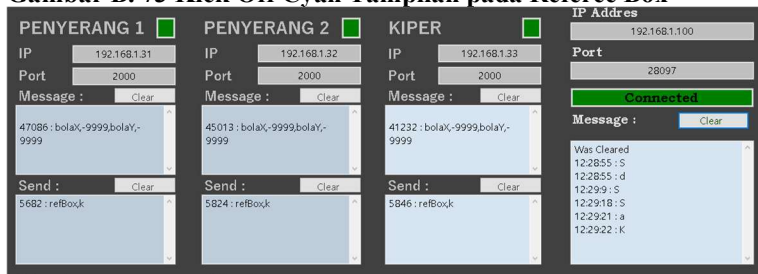 Gambar B. 73 Kick Off Cyan Tampilan pada Referee Box
PENYERANG 1
IP 192.168.1.31
Port 2000
Message : Clear
47086 : bolaX,-9999,bolaY,-
9999
Send : Clear
5682 : refBox,k
PENYERANG 2
IP 192.168.1.32
Port 2000
Message : Clear
45013 : bolaX,-9999,bolaY,-
9999
Send : Clear
5824 : refBox,k
KIPER
IP 192.168.1.33
Port 2000
Message : Clear
41232 : bolaX,-9999,bolaY,-
9999
Send : Clear
5846 : refBox,k
IP Addres
192.168.1.100
Port
28097
Connected
Message : Clear
Was Cleared
12:28:55 : S
12:28:55 : d
12:29:9 : S
12:29:18 : S
12:29:21 : a
12:29:22 : K